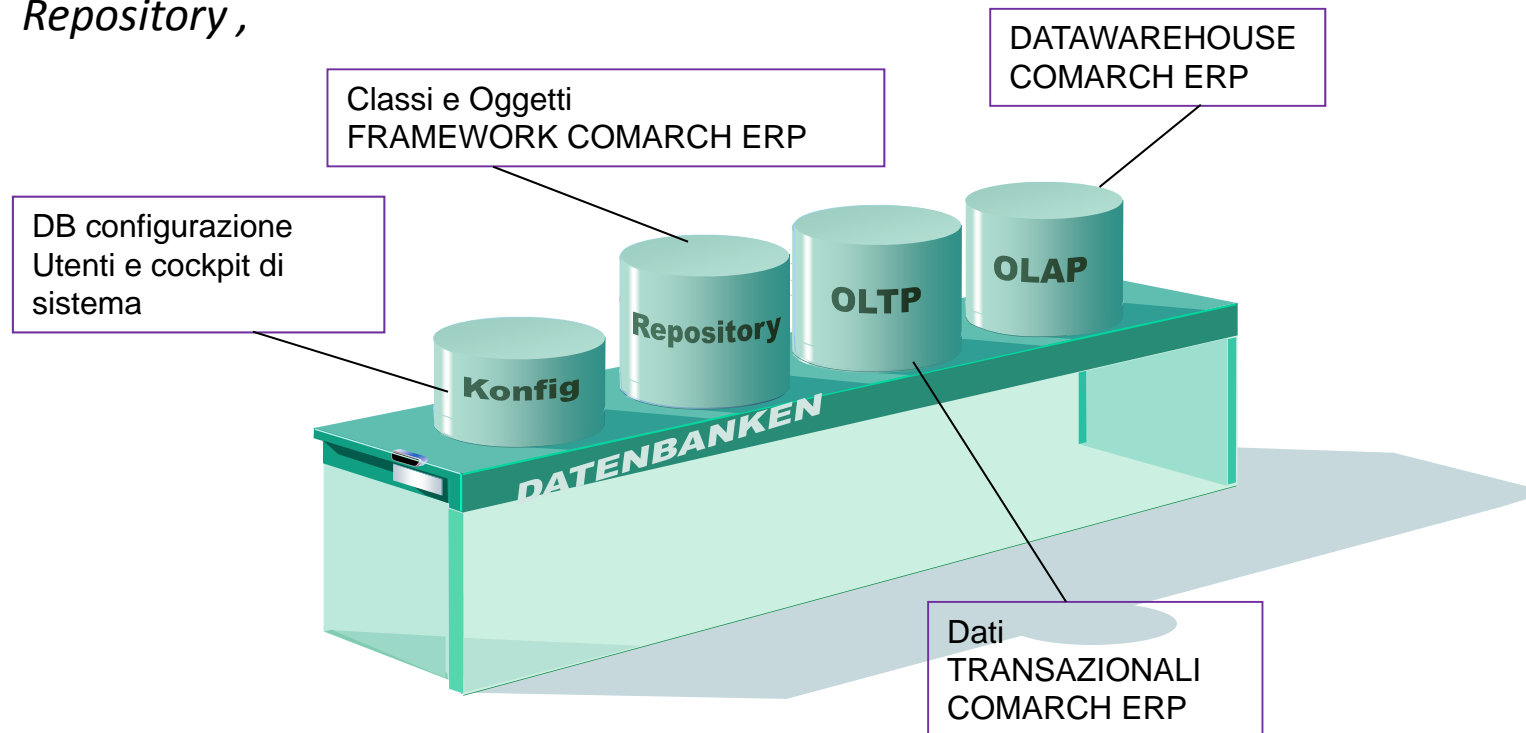 Repository ,
DATAWAREHOUSE
COMARCH ERP
Classi e Oggetti
FRAMEWORK COMARCH ERP
DB configurazione
Utenti e cockpit di
sistema
Konfig
Repository
OLTP
OLAP
DATENBANKEN
Dati
TRANSAZIONALI
COMARCH ERP